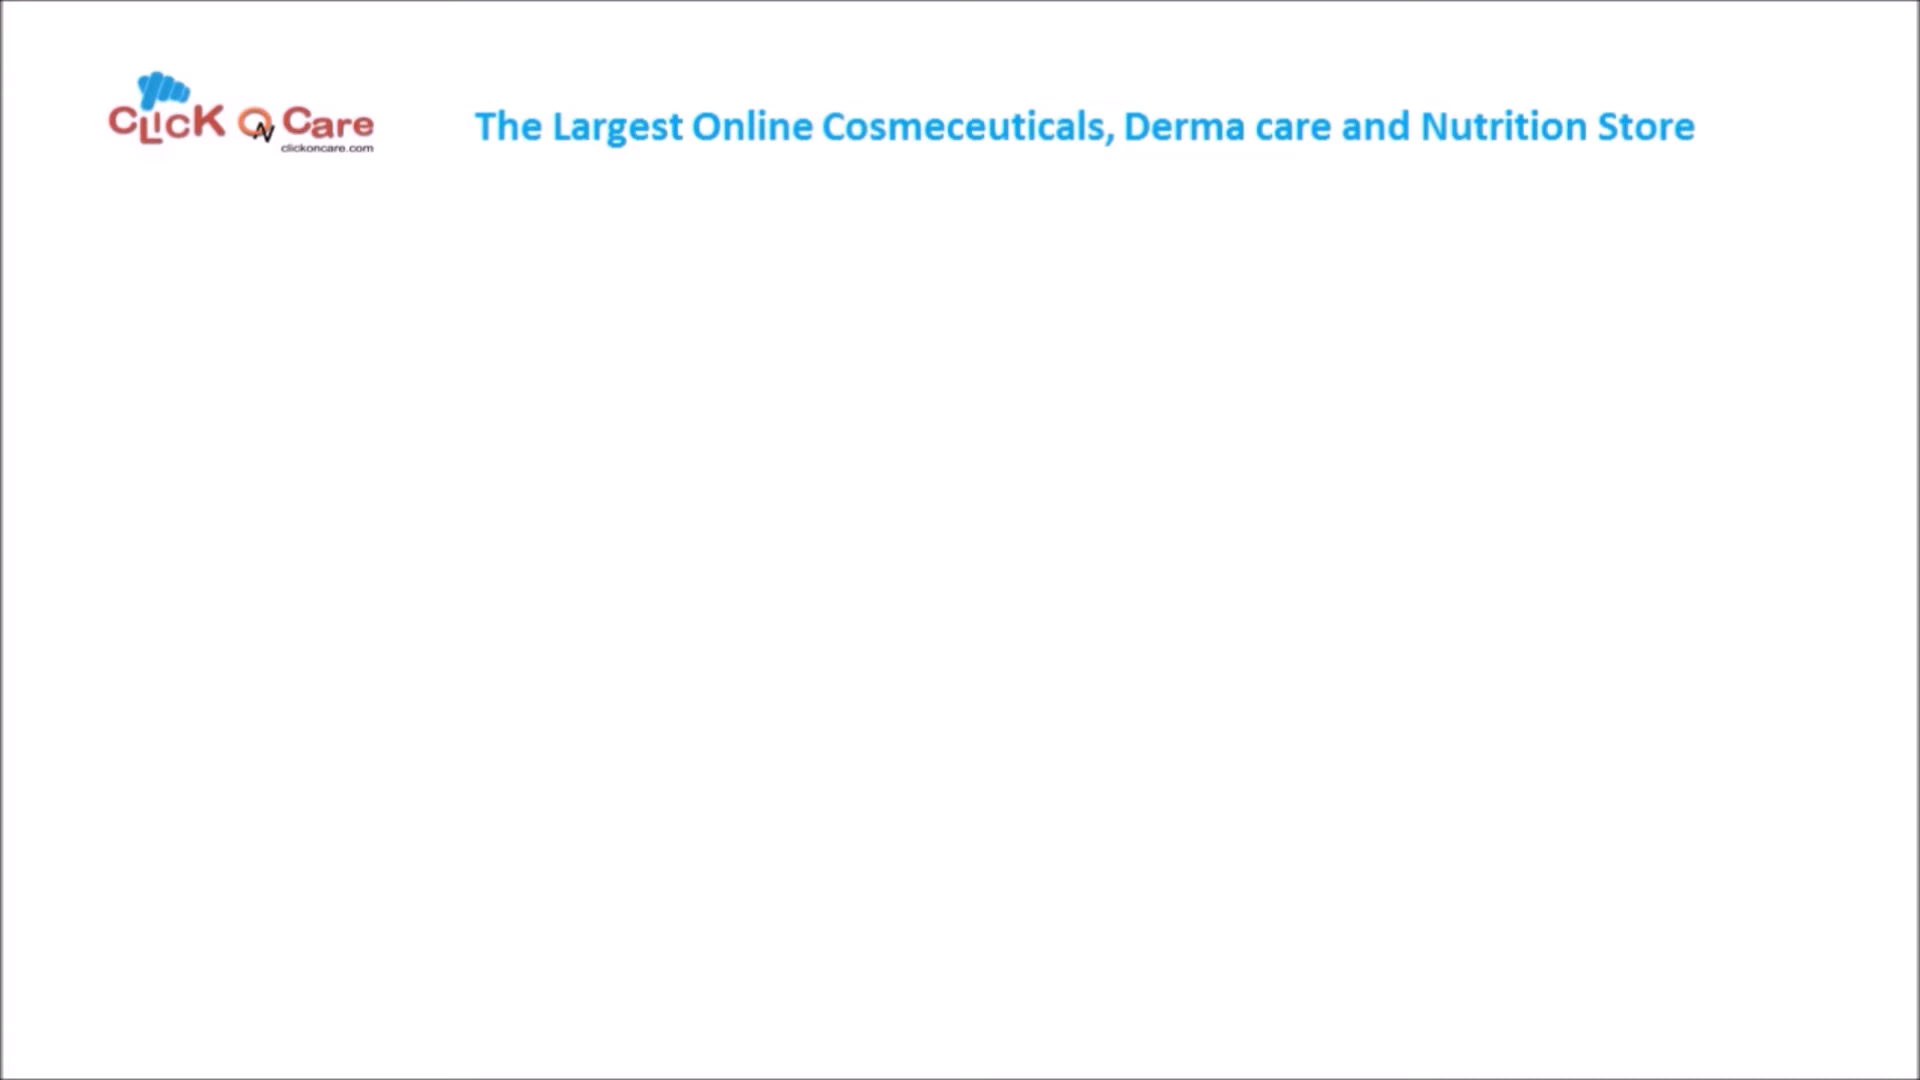 CLicK ON Care
clickoncare.com
The Largest Online Cosmeceuticals, Derma care and Nutrition Store